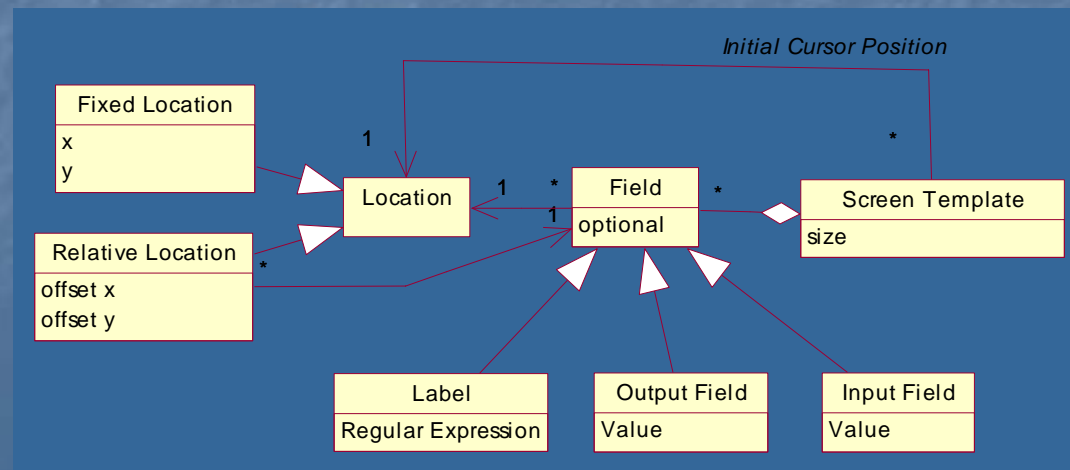 Initial Cursor Position
Fixed Location
x
y
1
*
Location
1
*
Field
optional
*
Screen Template
size
Relative Location
offset x
offset y
*
1
Label
Regular Expression
Output Field
Value
Input Field
Value